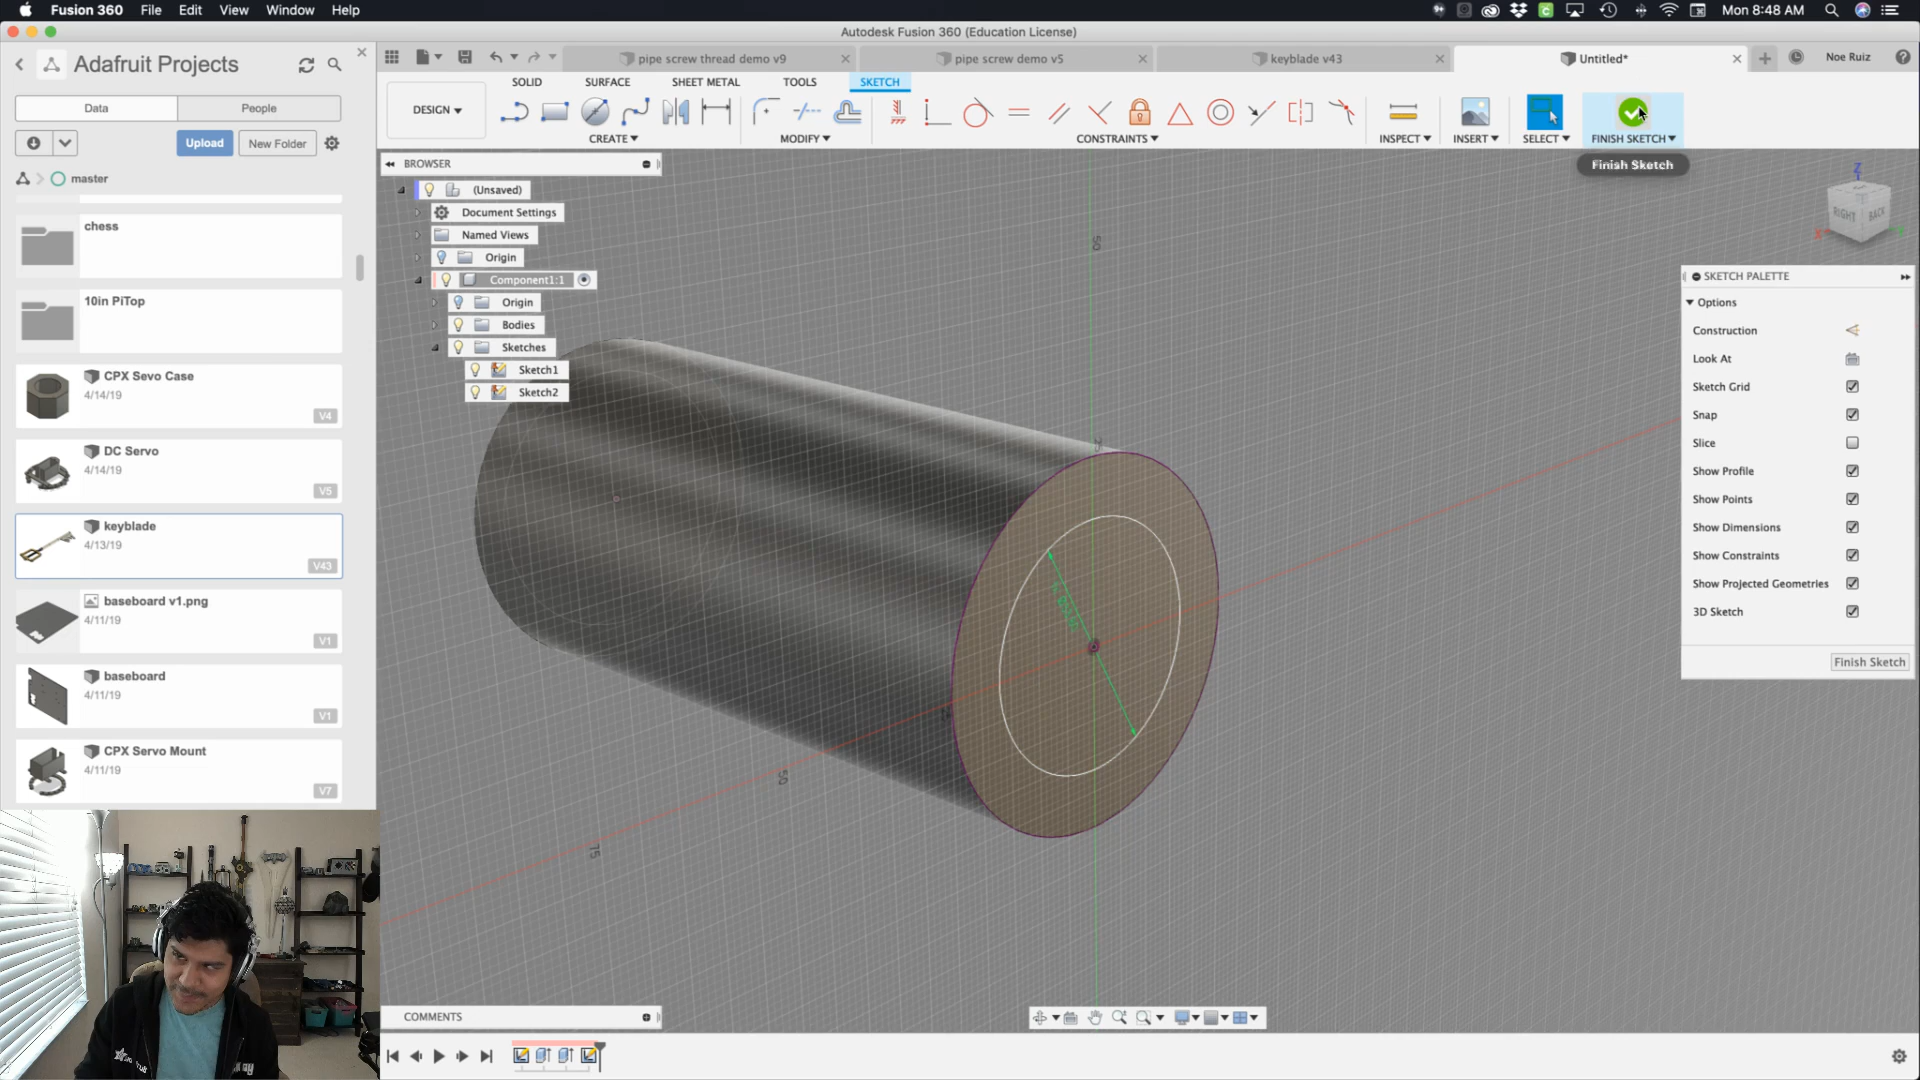 Fusion 360 File Edit View Window Help
Mon 8:48 AM
Autodesk Fusion 360 (Education License)
Adafruit Projects
Data People
Upload New Folder
master
chess
10in PiTop
CPX Sevo Case
4/14/19
V4
DC Servo
4/14/19
V5
keyblade
4/13/19
V43
baseboard v1.png
4/11/19
V1
baseboard
4/11/19
V1
CPX Servo Mount
4/11/19
V7
pipe screw thread demo v9
pipe screw demo v5
keyblade v43
Untitled*
Noe Ruiz
SOLID SURFACE SHEET METAL TOOLS SKETCH
DESIGN
CREATE MODIFY CONSTRAINTS INSPECT INSERT SELECT FINISH SKETCH
Finish Sketch
BROWSER
(Unsaved)
Document Settings
Named Views
Origin
Component1:1
Origin
Bodies
Sketches
Sketch1
Sketch2
Z
RIGHT BACK
X
50
25
50
75
SKETCH PALETTE
Options
Construction
Look At
Sketch Grid
Snap
Slice
Show Profile
Show Points
Show Dimensions
Show Constraints
Show Projected Geometries
3D Sketch
Finish Sketch
COMMENTS